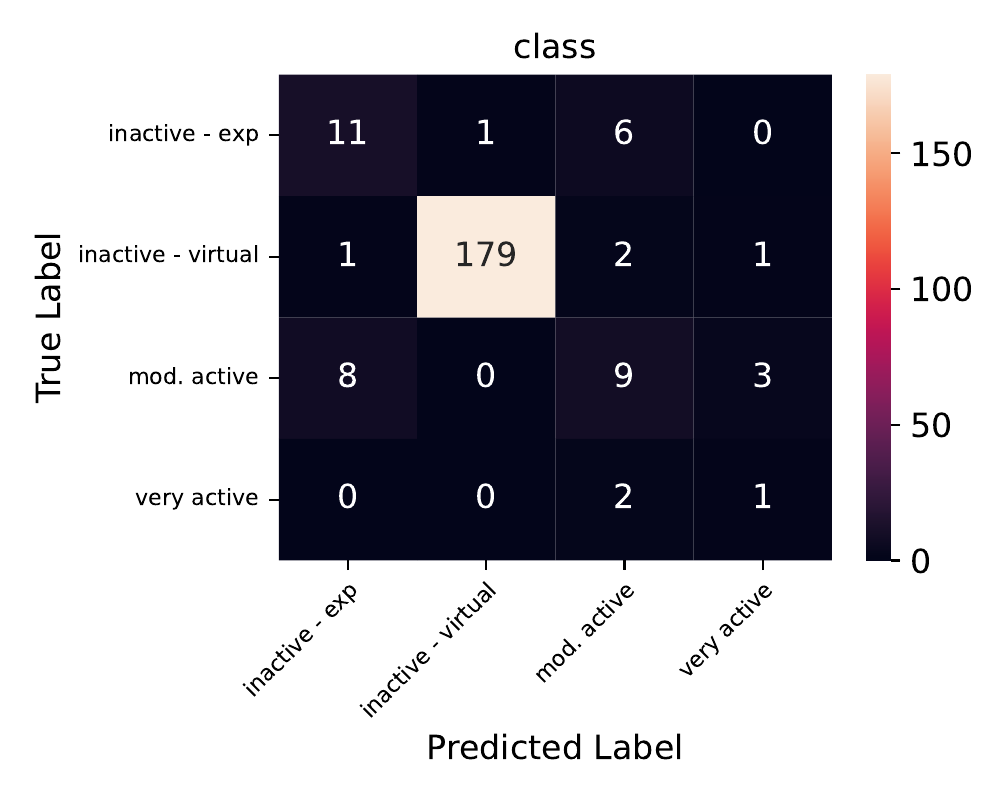 class
True Label
inactive - exp
11 1 6 0
inactive - virtual
1 179 2 1
mod. active
8 0 9 3
very active
0 0 2 1
inactive - exp
inactive - virtual
mod. active
very active
Predicted Label
150
100
50
0